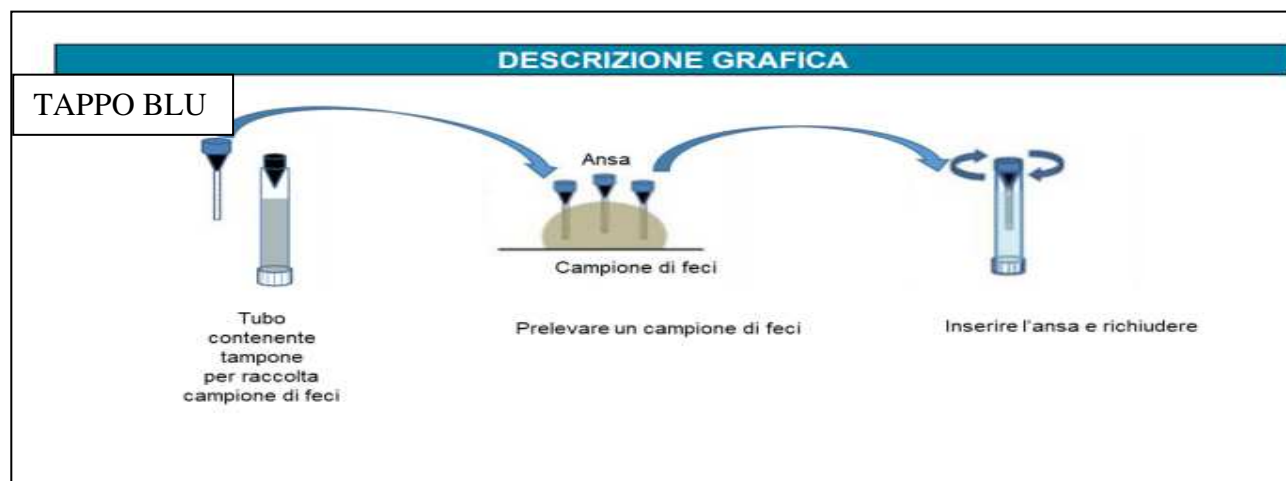 DESCRIZIONE GRAFICA
TAPPO BLU
Ansa
Campione di feci
Tubo
contenente
tampone
per raccolta
campione di feci
Prelevare un campione di feci
Inserire l'ansa e richiudere